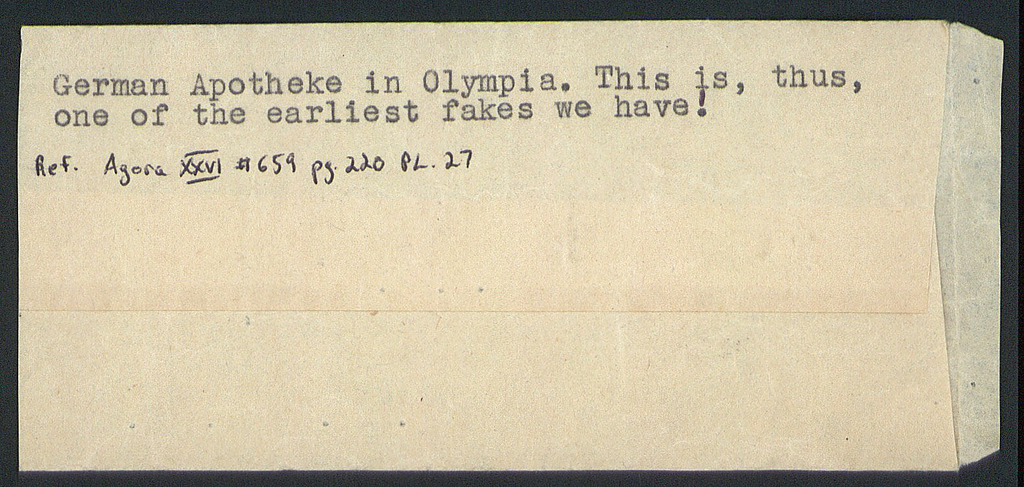 German Apotheke in Olympia. This is, thus,
one of the earliest fakes we have!
Ref. Agora XXVI #659 pg. 220 PL. 27